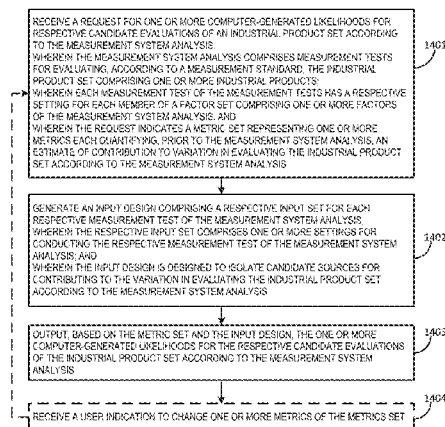 RECEIVE A REQUEST FOR ONE OR MORE COMPUTER-GENERATED LIKELIHOODS FOR
RESPECTIVE CANDIDATE EVALUATIONS OF AN INDUSTRIAL PRODUCT SET ACCORDING
TO THE MEASUREMENT SYSTEM ANALYSIS,
WHEREIN THE MEASUREMENT SYSTEM ANALYSIS COMPRISES MEASUREMENT TESTS
FOR EVALUATING, ACCORDING TO A MEASUREMENT STANDARD, THE INDUSTRIAL
PRODUCT SET COMPRISING ONE OR MORE INDUSTRIAL PRODUCTS;
WHEREIN EACH MEASUREMENT TEST OF THE MEASUREMENT TESTS HAS A RESPECTIVE
SETTING FOR EACH MEMBER OF A FACTOR SET COMPRISING ONE OR MORE FACTORS
OF THE MEASUREMENT SYSTEM ANALYSIS; AND
WHEREIN THE REQUEST INDICATES A METRIC SET REPRESENTING ONE OR MORE
METRICS EACH QUANTIFYING, PRIOR TO THE MEASUREMENT SYSTEM ANALYSIS, AN
ESTIMATE OF CONTRIBUTION TO VARIATION IN EVALUATING THE INDUSTRIAL PRODUCT
SET ACCORDING TO THE MEASUREMENT SYSTEM ANALYSIS
1401
GENERATE AN INPUT DESIGN COMPRISING A RESPECTIVE INPUT SET FOR EACH
RESPECTIVE MEASUREMENT TEST OF THE MEASUREMENT SYSTEM ANALYSIS,
WHEREIN THE RESPECTIVE INPUT SET COMPRISES ONE OR MORE SETTINGS FOR
CONDUCTING THE RESPECTIVE MEASUREMENT TEST OF THE MEASUREMENT SYSTEM
ANALYSIS; AND
WHEREIN THE INPUT DESIGN IS DESIGNED TO ISOLATE CANDIDATE SOURCES FOR
CONTRIBUTING TO THE VARIATION IN EVALUATING THE INDUSTRIAL PRODUCT SET
ACCORDING TO THE MEASUREMENT SYSTEM ANALYSIS
1402
OUTPUT, BASED ON THE METRIC SET AND THE INPUT DESIGN, THE ONE OR MORE
COMPUTER-GENERATED LIKELIHOODS FOR THE RESPECTIVE CANDIDATE EVALUATIONS
OF THE INDUSTRIAL PRODUCT SET ACCORDING TO THE MEASUREMENT SYSTEM
ANALYSIS
1403
RECEIVE A USER INDICATION TO CHANGE ONE OR MORE METRICS OF THE METRICS SET
1404